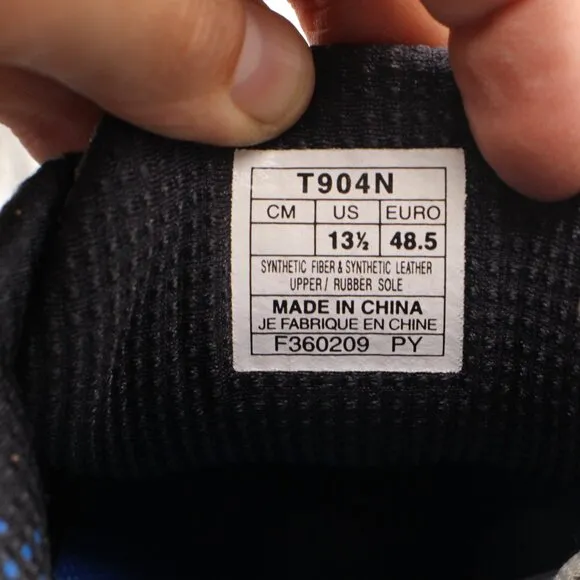 T904N
CM US EURO
13½ 48.5
SYNTHETIC FIBER & SYNTHETIC LEATHER
UPPER / RUBBER SOLE
MADE IN CHINA
JE FABRIQUE EN CHINE
F360209 PY